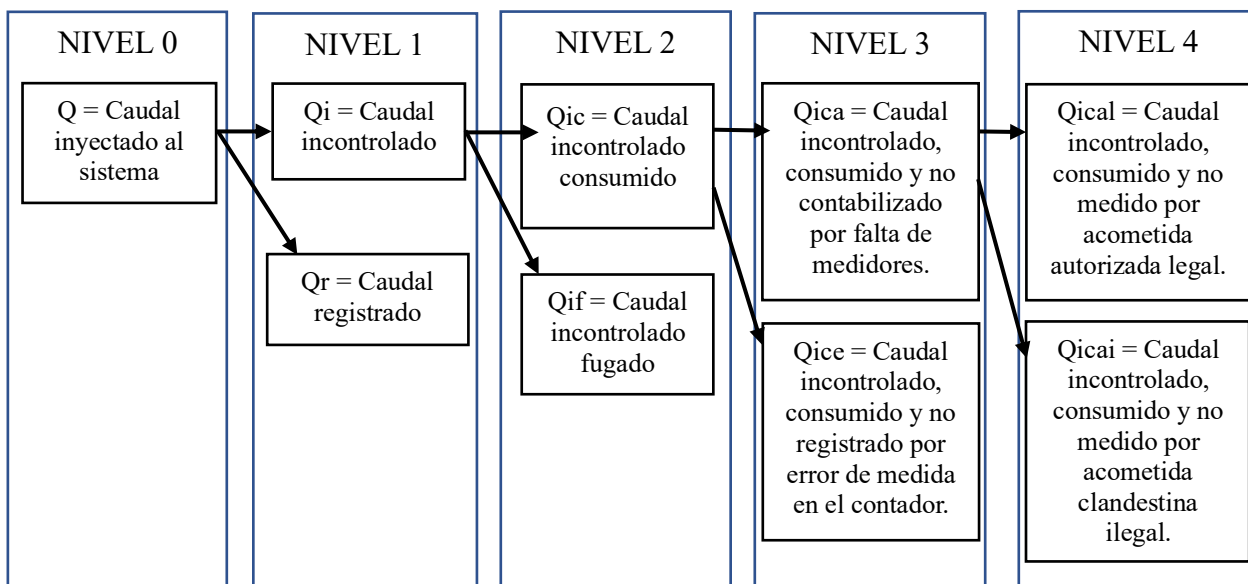 NIVEL 0
Q = Caudal
inyectado al
sistema
NIVEL 1
Qi = Caudal
incontrolado
Qr = Caudal
registrado
NIVEL 2
Qic = Caudal
incontrolado
consumido
Qif = Caudal
incontrolado
fugado
NIVEL 3
Qica = Caudal
incontrolado,
consumido y no
contabilizado
por falta de
medidores.
Qice = Caudal
incontrolado,
consumido y no
registrado por
error de medida
en el contador.
NIVEL 4
Qical = Caudal
incontrolado,
consumido y no
medido por
acometida
autorizada legal.
Qicai = Caudal
incontrolado,
consumido y no
medido por
acometida
clandestina
ilegal.